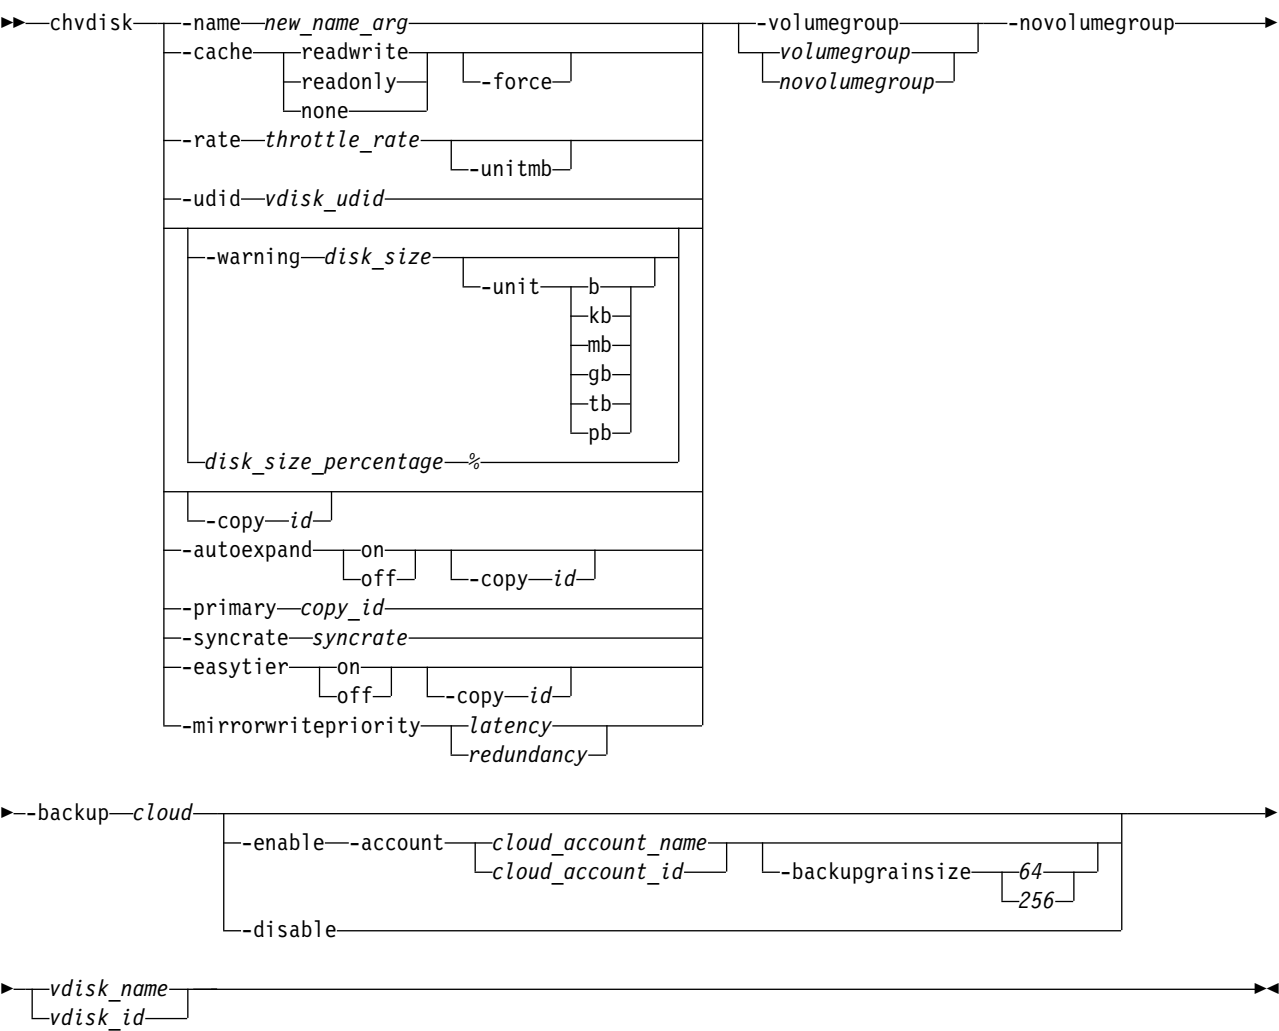 chvdisk -name new_name_arg -volumegroup -novolumegroup
-cache readwrite volumegroup
readonly -force novolumegroup
none
-rate throttle_rate
-unitmb
-udid vdisk_udid
-warning disk_size
-unit b
kb
mb
gb
tb
pb
disk_size_percentage %
-copy id
-autoexpand on
off -copy id
-primary copy_id
-syncrate syncrate
-easytier on
off -copy id
-mirrorwritepriority latency
redundancy
-backup cloud
-enable -account cloud_account_name
cloud_account_id -backupgrainsize 64
256
-disable
vdisk_name
vdisk_id